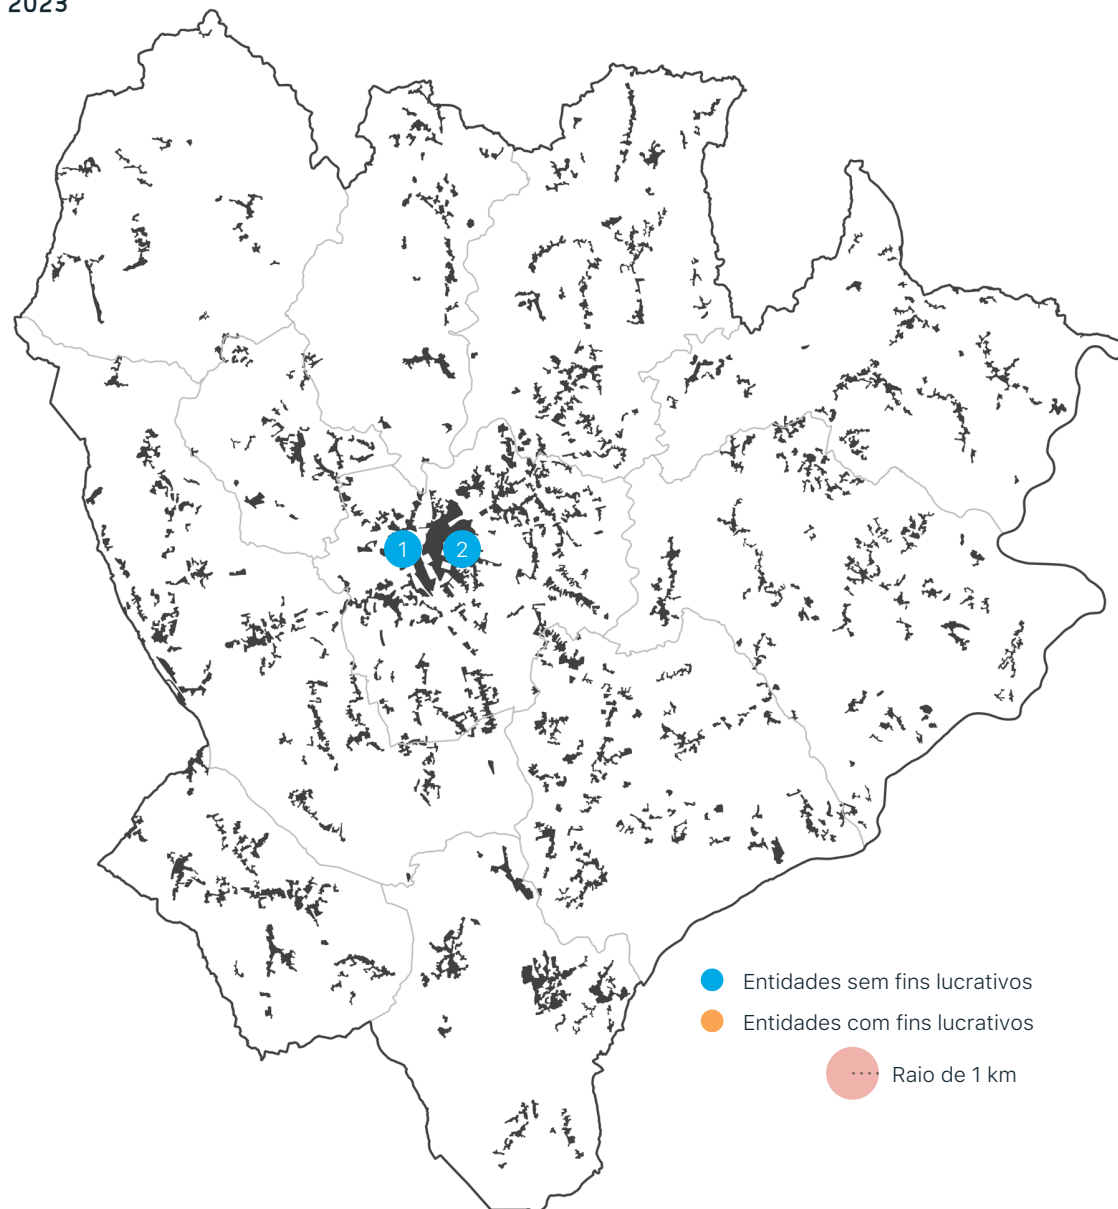 2023
1 2
Entidades sem fins lucrativos
Entidades com fins lucrativos
Raio de 1 km